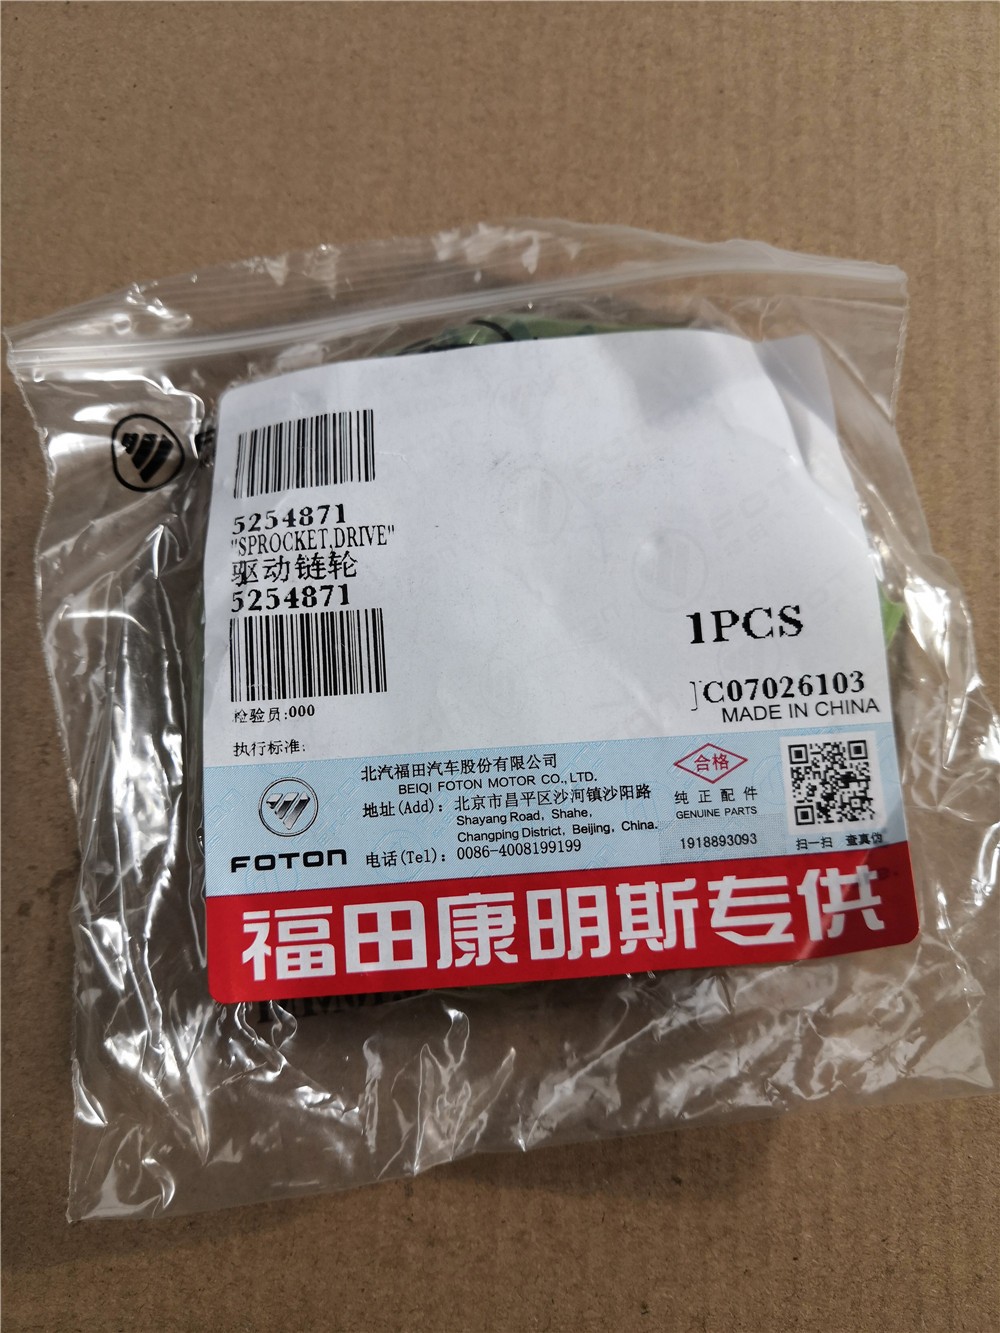 5254871
"SPROCKET,DRIVE"
驱动链轮
5254871
1PCS
检验员:000
C07026103
MADE IN CHINA
执行标准:
北汽福田汽车股份有限公司
BEIQI FOTON MOTOR CO.,LTD.
地址(Add): 北京市昌平区沙河镇沙阳路
Shayang Road, Shahe,
Changping District, Beijing, China.
电话(Tel): 0086-4008199199
FOTON
合格
纯正配件
GENUINE PARTS
1918893093
扫一扫 查真伪
福田康明斯专供